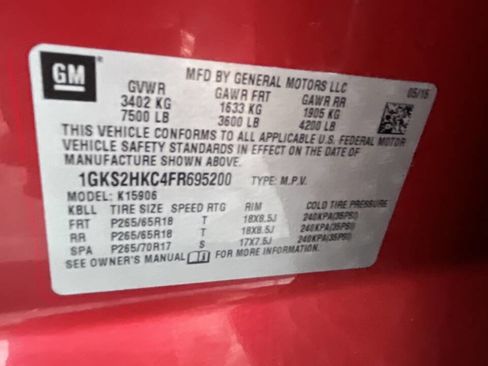 GM
MFD BY GENERAL MOTORS LLC
05/15
GVWR GAWR FRT GAWR RR
3402 KG 1633 KG 1905 KG
7500 LB 3600 LB 4200 LB
THIS VEHICLE CONFORMS TO ALL APPLICABLE U.S. FEDERAL MOTOR
VEHICLE SAFETY STANDARDS IN EFFECT ON THE DATE OF
MANUFACTURE SHOWN ABOVE.
1GKS2HKC4FR695200 TYPE: M.P.V.
MODEL: K15906
KBLL TIRE SIZE SPEED RTG RIM COLD TIRE PRESSURE
FRT P265/65R18 T 18X8.5J 240KPA(35PSI)
RR P265/65R18 T 18X8.5J 240KPA(35PSI)
SPA P265/70R17 S 17X7.5J 240KPA(35PSI)
SEE OWNER'S MANUAL FOR MORE INFORMATION.